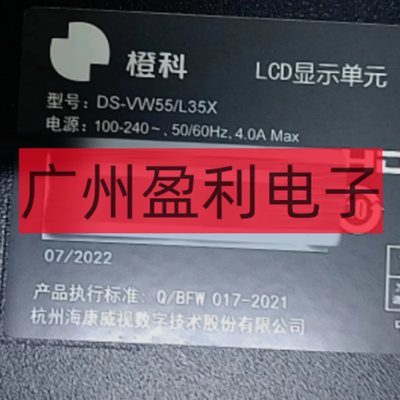 橙科
LCD显示单元
型号: DS-VW55/L35X
电源: 100-240~, 50/60Hz, 4.0A Max
广州盈利电子
07/2022
产品执行标准: Q/BFW 017-2021
杭州海康威视数字技术股份有限公司